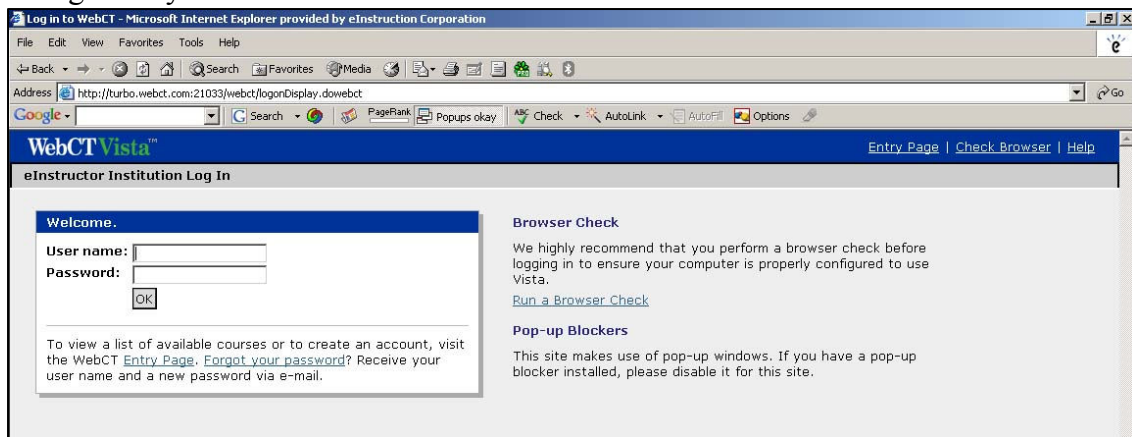 Log in to WebCT - Microsoft Internet Explorer provided by eInstruction Corporation
File Edit View Favorites Tools Help
Back Search Favorites Media
Address http://turbo.webct.com:21033/webct/logonDisplay.dowebct Go
Google Search PageRank Popups okay ABC Check AutoLink AutoFill Options
WebCT Vista™ Entry Page | Check Browser | Help
eInstructor Institution Log In
Welcome.
User name:
Password:
OK
To view a list of available courses or to create an account, visit
the WebCT Entry Page. Forgot your password? Receive your
user name and a new password via e-mail.
Browser Check
We highly recommend that you perform a browser check before
logging in to ensure your computer is properly configured to use
Vista.
Run a Browser Check
Pop-up Blockers
This site makes use of pop-up windows. If you have a pop-up
blocker installed, please disable it for this site.